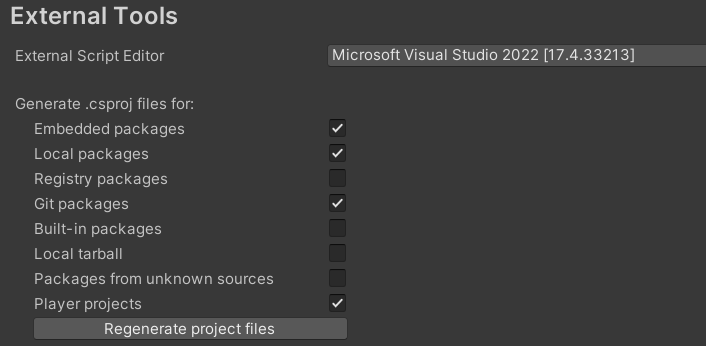 External Tools
External Script Editor Microsoft Visual Studio 2022 [17.4.33213]
Generate .csproj files for:
Embedded packages
Local packages
Registry packages
Git packages
Built-in packages
Local tarball
Packages from unknown sources
Player projects
Regenerate project files